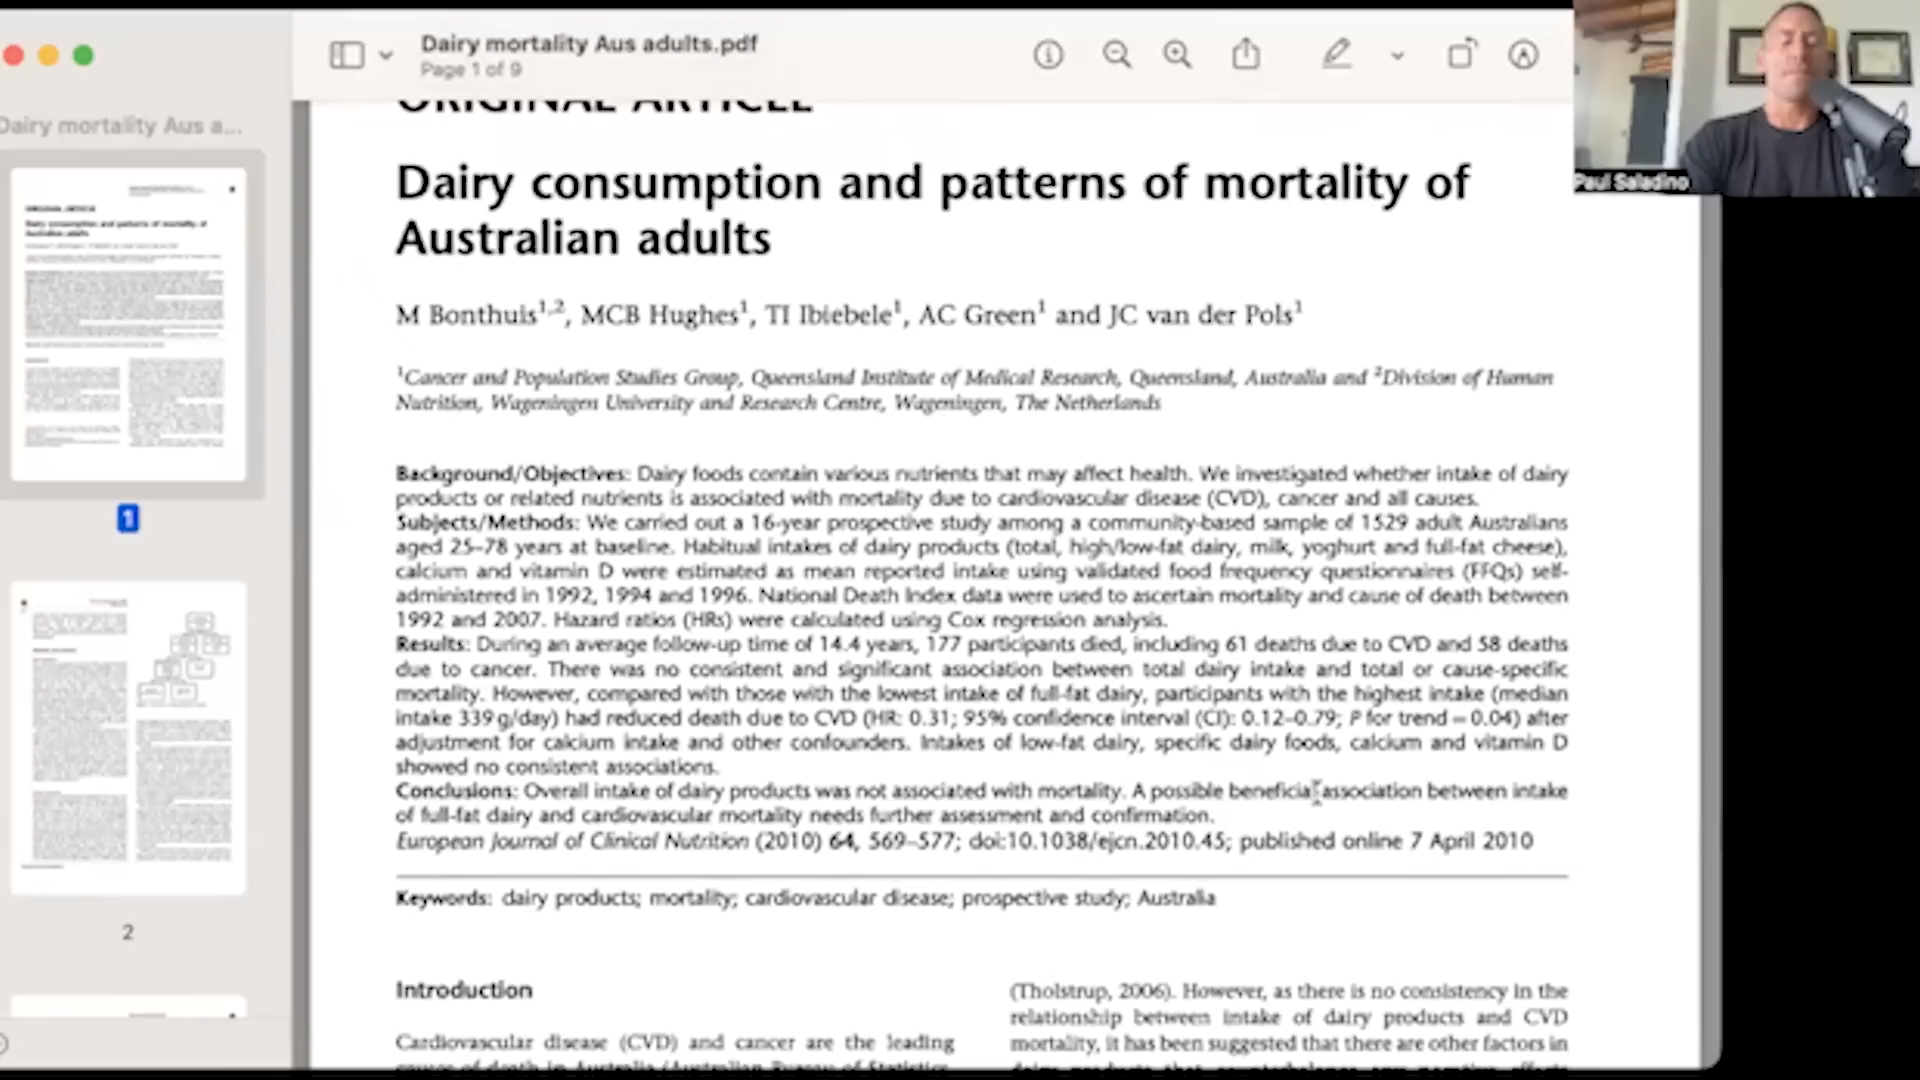 Dairy mortality Aus adults.pdf
Page 1 of 9
Dairy mortality Aus a...
1
2
Paul Saladino
ORIGINAL ARTICLE
Dairy consumption and patterns of mortality of
Australian adults
M Bonthuis1,2, MCB Hughes1, TI Ibiebele1, AC Green1 and JC van der Pols1
1Cancer and Population Studies Group, Queensland Institute of Medical Research, Queensland, Australia and 2Division of Human
Nutrition, Wageningen University and Research Centre, Wageningen, The Netherlands
Background/Objectives: Dairy foods contain various nutrients that may affect health. We investigated whether intake of dairy
products or related nutrients is associated with mortality due to cardiovascular disease (CVD), cancer and all causes.
Subjects/Methods: We carried out a 16-year prospective study among a community-based sample of 1529 adult Australians
aged 25–78 years at baseline. Habitual intakes of dairy products (total, high/low-fat dairy, milk, yoghurt and full-fat cheese),
calcium and vitamin D were estimated as mean reported intake using validated food frequency questionnaires (FFQs) self-
administered in 1992, 1994 and 1996. National Death Index data were used to ascertain mortality and cause of death between
1992 and 2007. Hazard ratios (HRs) were calculated using Cox regression analysis.
Results: During an average follow-up time of 14.4 years, 177 participants died, including 61 deaths due to CVD and 58 deaths
due to cancer. There was no consistent and significant association between total dairy intake and total or cause-specific
mortality. However, compared with those with the lowest intake of full-fat dairy, participants with the highest intake (median
intake 339 g/day) had reduced death due to CVD (HR: 0.31; 95% confidence interval (CI): 0.12–0.79; P for trend = 0.04) after
adjustment for calcium intake and other confounders. Intakes of low-fat dairy, specific dairy foods, calcium and vitamin D
showed no consistent associations.
Conclusions: Overall intake of dairy products was not associated with mortality. A possible beneficial association between intake
of full-fat dairy and cardiovascular mortality needs further assessment and confirmation.
European Journal of Clinical Nutrition (2010) 64, 569–577; doi:10.1038/ejcn.2010.45; published online 7 April 2010
Keywords: dairy products; mortality; cardiovascular disease; prospective study; Australia
Introduction
Cardiovascular disease (CVD) and cancer are the leading
cause of death in Australia (Australian Bureau of Statistics,
(Tholstrup, 2006). However, as there is no consistency in the
relationship between intake of dairy products and CVD
mortality, it has been suggested that there are other factors in